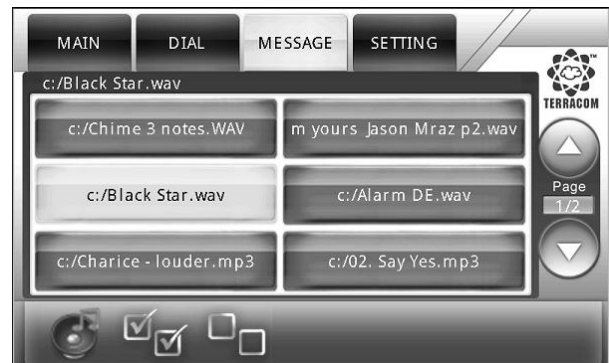 MAIN DIAL MESSAGE SETTING
c:/Black Star.wav
TERRACOM
c:/Chime 3 notes.WAV m yours Jason Mraz p2.wav
c:/Black Star.wav c:/Alarm DE.wav
Page
1/2
c:/Charice - louder.mp3 c:/02. Say Yes.mp3